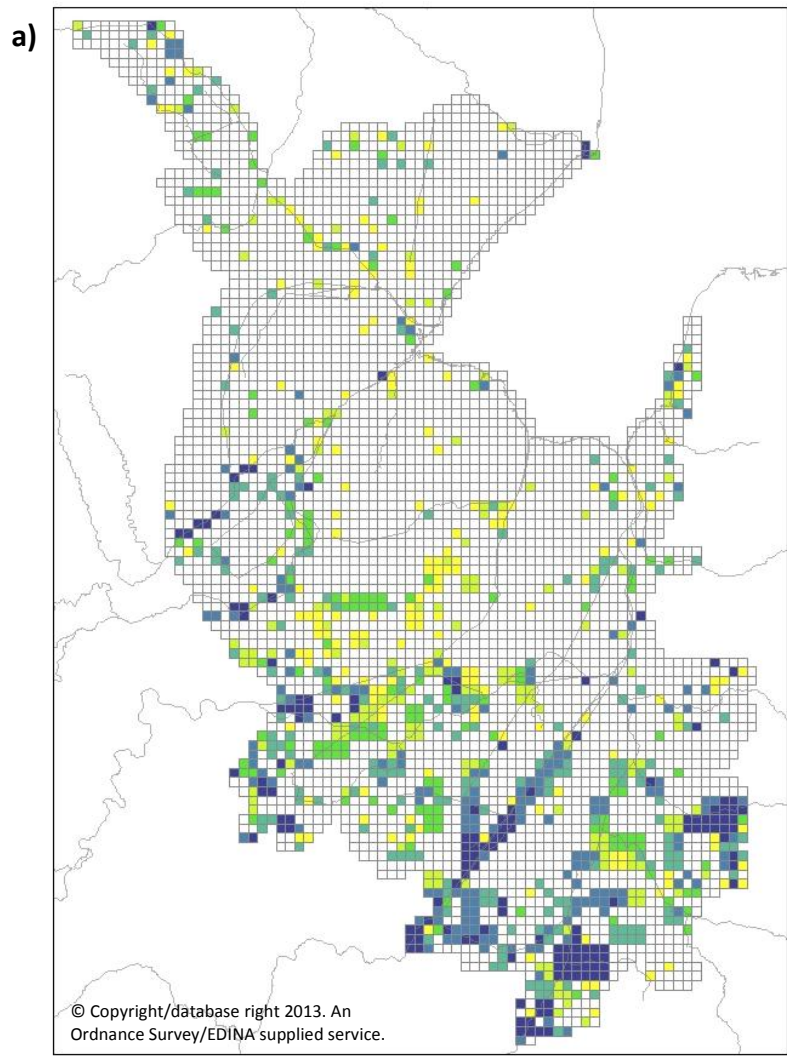 a)
© Copyright/database right 2013. An
Ordnance Survey/EDINA supplied service.